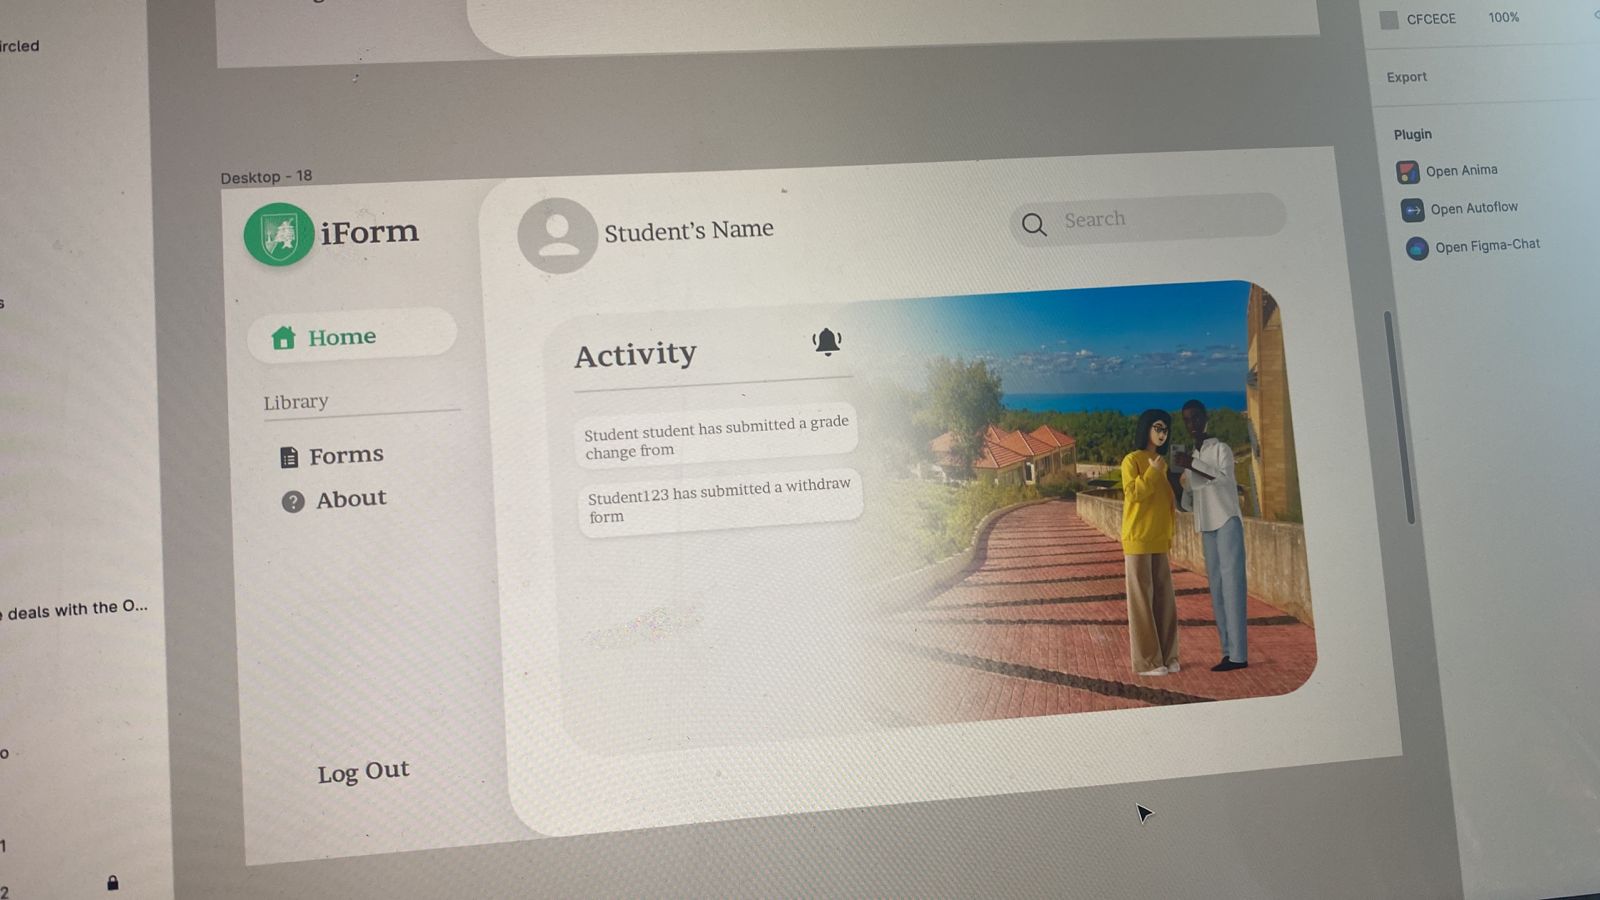 ircled
CFCECE 100%
Export
Plugin
Open Anima
Open Autoflow
Open Figma-Chat
s
deals with the O...
o
1
2
Desktop - 18
iForm
Home
Library
Forms
About
Log Out
Student's Name
Search
Activity
Student student has submitted a grade
change from
Student123 has submitted a withdraw
form